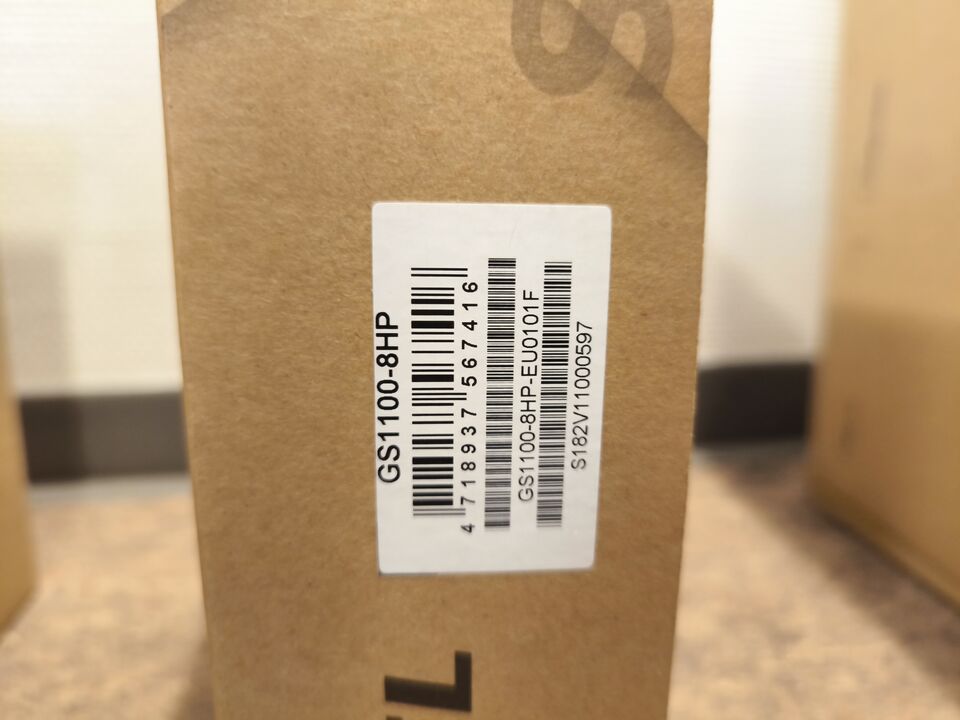 GS1100-8HP
4 718937 567416
GS1100-8HP-EU0101F
S182V11000597
L